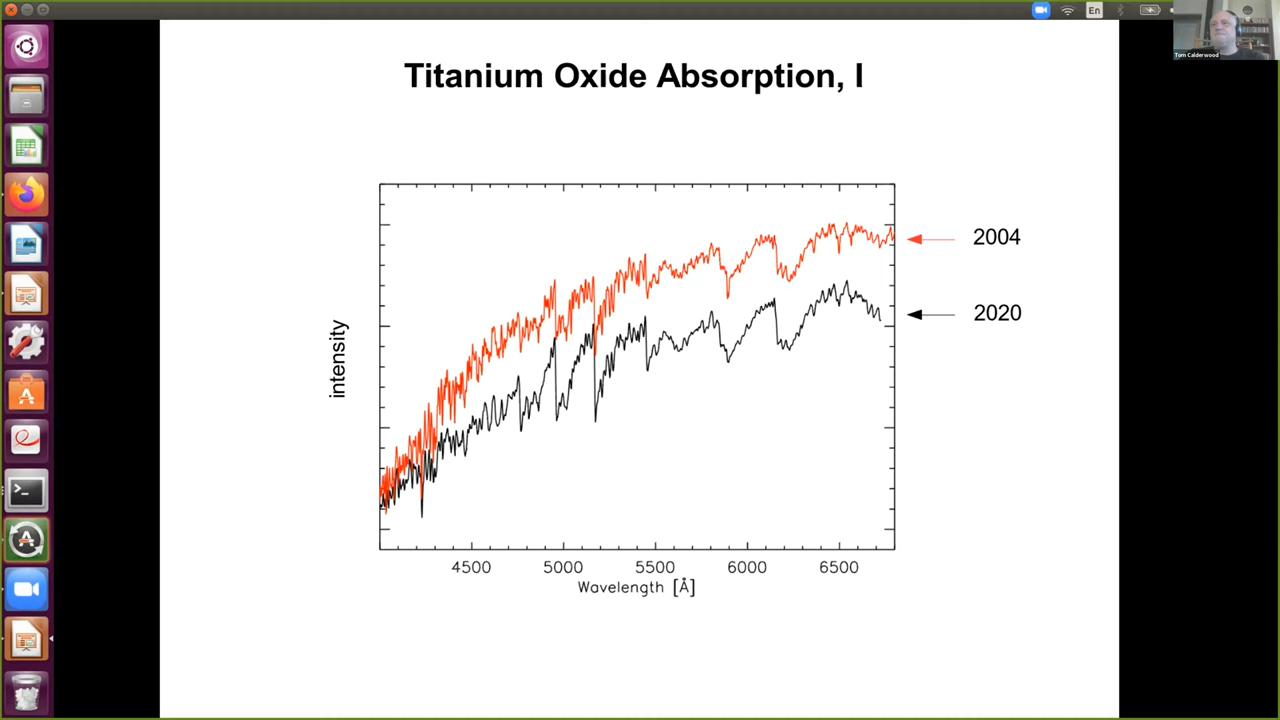 En
Tom Calderwood
Titanium Oxide Absorption, I
2004
2020
intensity
4500 5000 5500 6000 6500
Wavelength [Å]